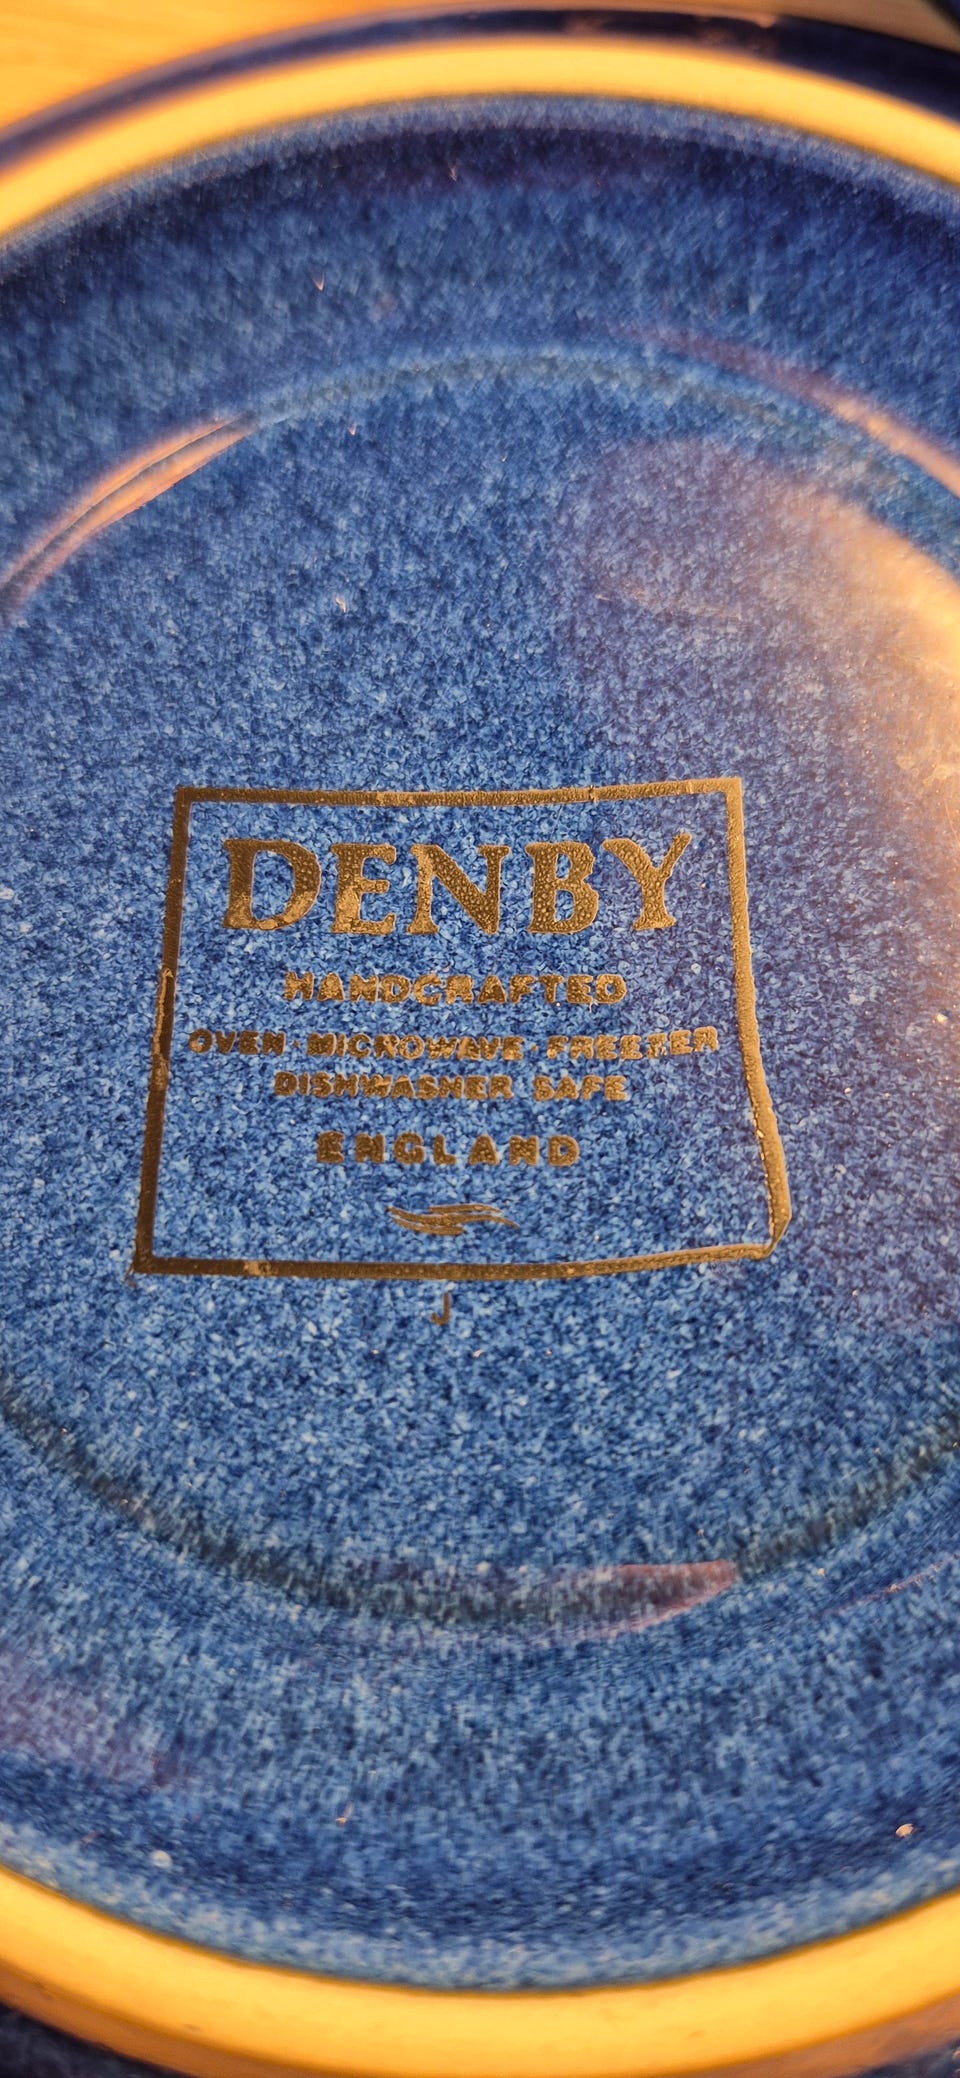 DENBY
HANDCRAFTED
OVEN · MICROWAVE · FREEZER
DISHWASHER SAFE
ENGLAND
J